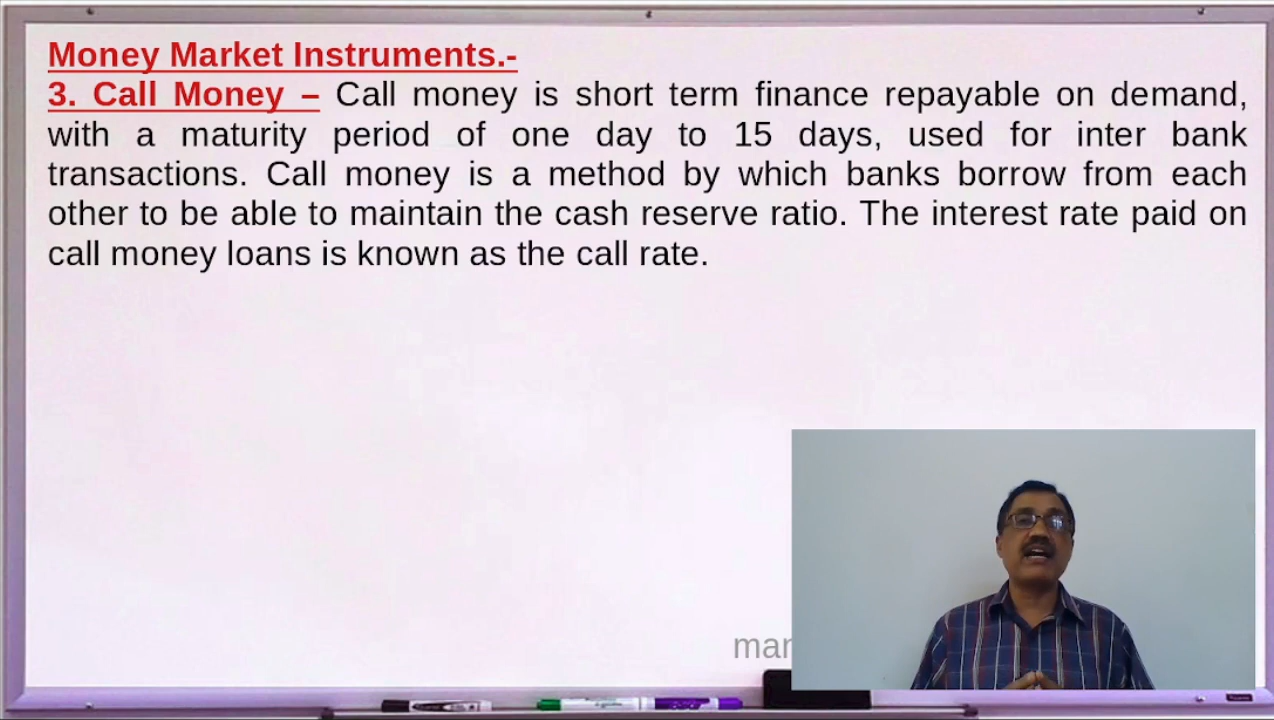 Money Market Instruments.-
3. Call Money – Call money is short term finance repayable on demand,
with a maturity period of one day to 15 days, used for inter bank
transactions. Call money is a method by which banks borrow from each
other to be able to maintain the cash reserve ratio. The interest rate paid on
call money loans is known as the call rate.